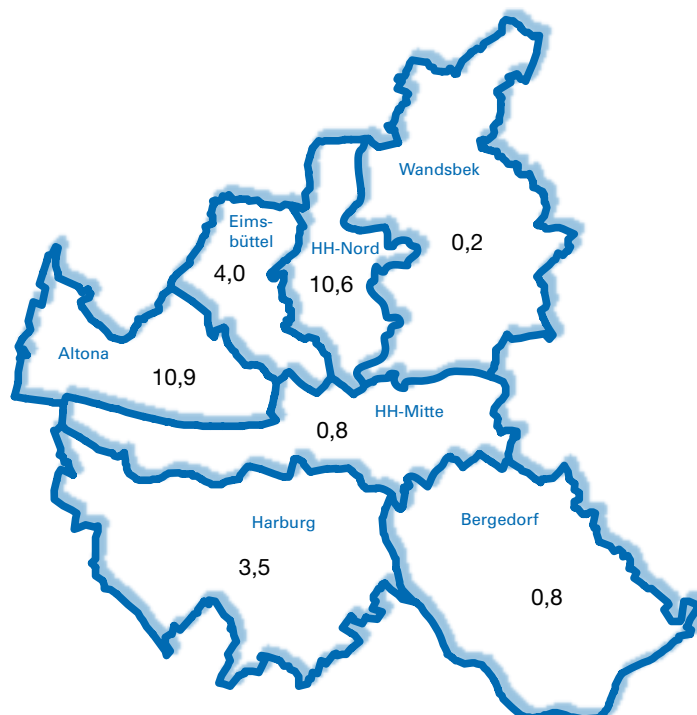 Wandsbek
0,2
Eims-
büttel
4,0
HH-Nord
10,6
Altona
10,9
HH-Mitte
0,8
Harburg
3,5
Bergedorf
0,8